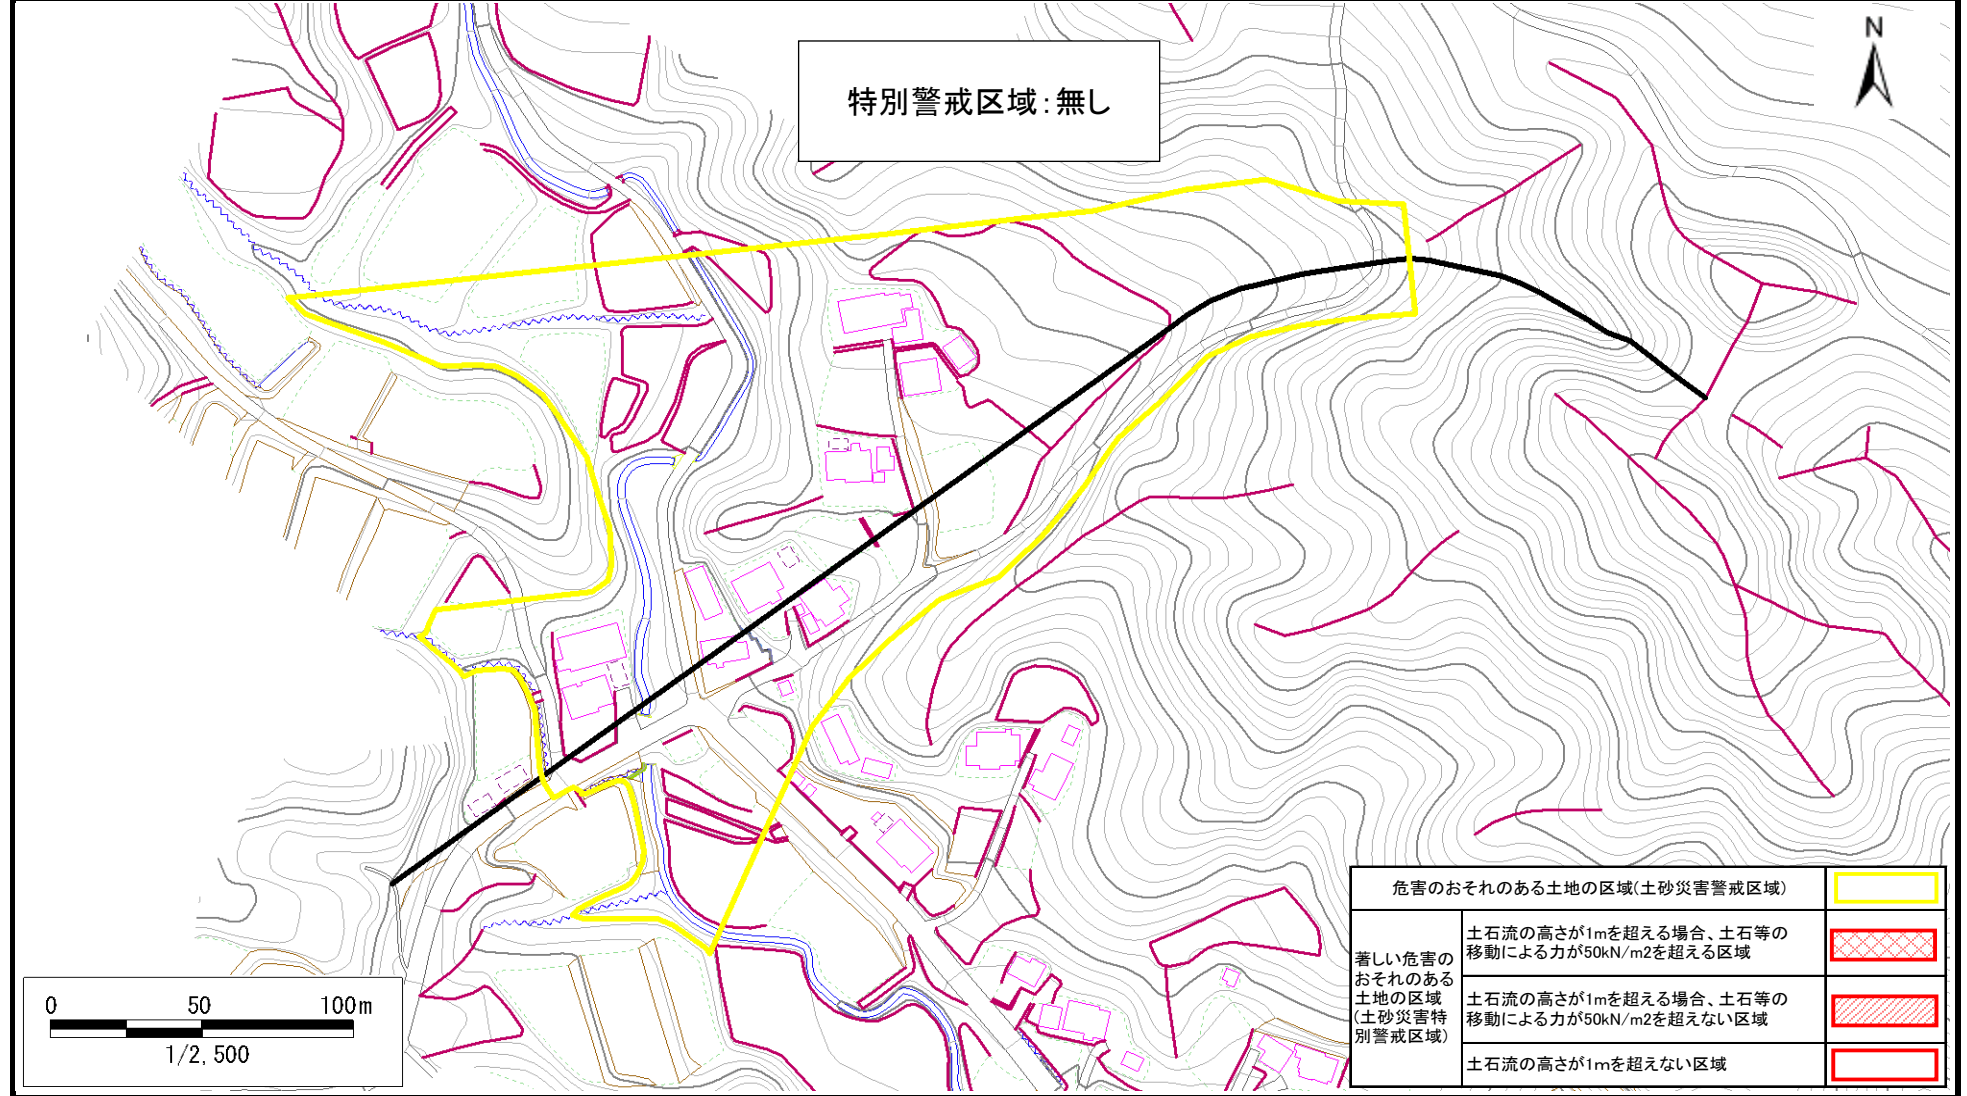 特別警戒区域：無し
N
危害のおそれのある土地の区域(土砂災害警戒区域)
著しい危害の
おそれのある
土地の区域
(土砂災害特
別警戒区域)
土石流の高さが1mを超える場合、土石等の
移動による力が50kN/m2を超える区域
土石流の高さが1mを超える場合、土石等の
移動による力が50kN/m2を超えない区域
土石流の高さが1mを超えない区域
0 50 100m
1/2,500